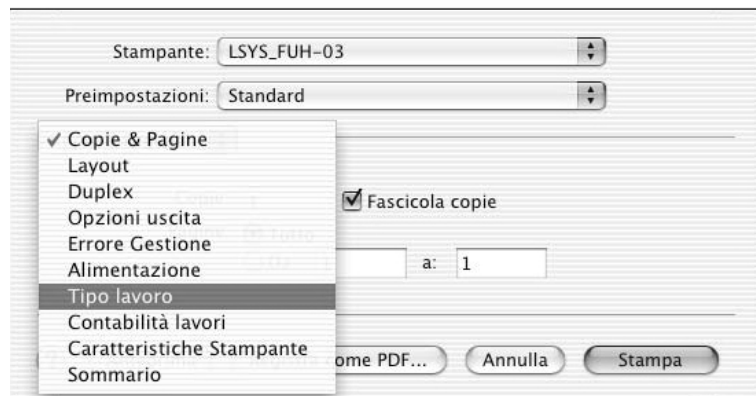 Stampante: LSYS_FUH-03
Preimpostazioni: Standard
✓ Copie & Pagine
Layout
Duplex
Opzioni uscita
Errore Gestione
Alimentazione
Tipo lavoro
Contabilità lavori
Caratteristiche Stampante
Sommario
Fascicola copie
a: 1
ome PDF... Annulla Stampa